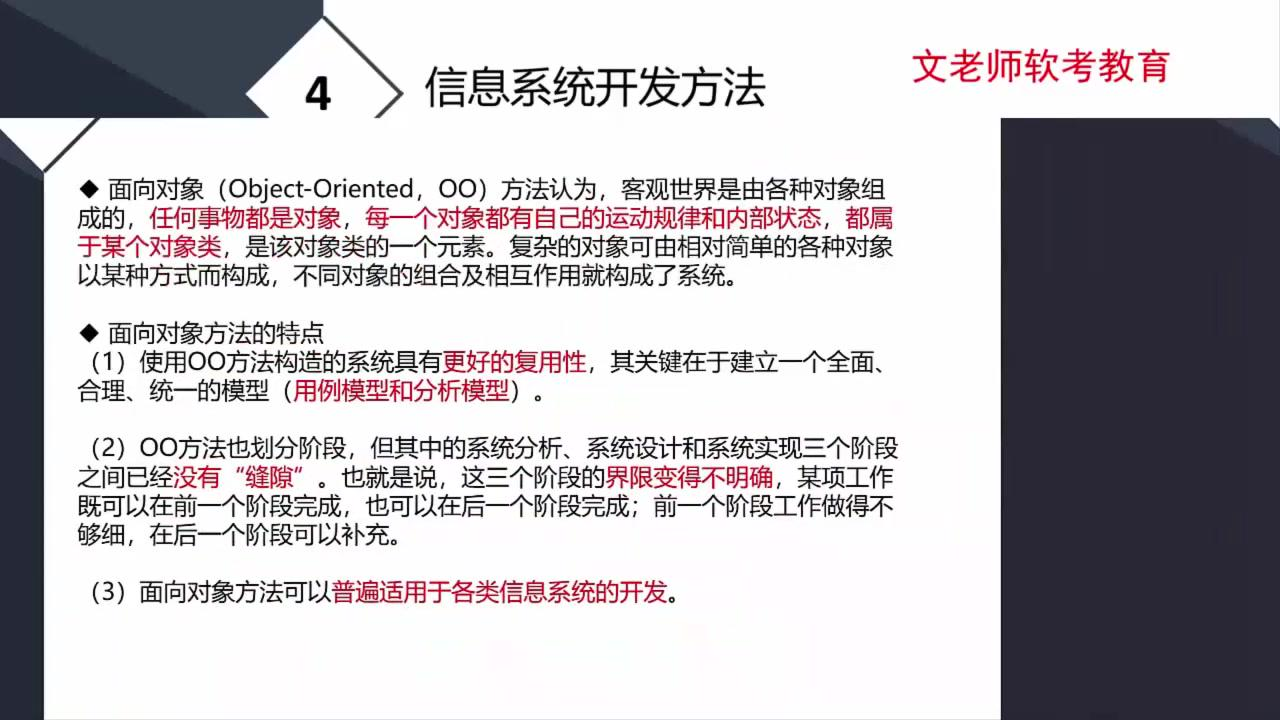 4
信息系统开发方法
文老师软考教育
◆ 面向对象（Object-Oriented，OO）方法认为，客观世界是由各种对象组
成的，任何事物都是对象，每一个对象都有自己的运动规律和内部状态，都属
于某个对象类，是该对象类的一个元素。复杂的对象可由相对简单的各种对象
以某种方式而构成，不同对象的组合及相互作用就构成了系统。
◆ 面向对象方法的特点
（1）使用OO方法构造的系统具有更好的复用性，其关键在于建立一个全面、
合理、统一的模型（用例模型和分析模型）。
（2）OO方法也划分阶段，但其中的系统分析、系统设计和系统实现三个阶段
之间已经没有“缝隙”。也就是说，这三个阶段的界限变得不明确，某项工作
既可以在前一个阶段完成，也可以在后一个阶段完成；前一个阶段工作做得不
够细，在后一个阶段可以补充。
（3）面向对象方法可以普遍适用于各类信息系统的开发。